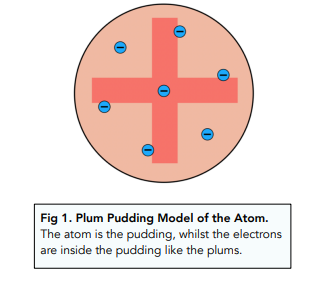 Fig 1. Plum Pudding Model of the Atom.
The atom is the pudding, whilst the electrons
are inside the pudding like the plums.